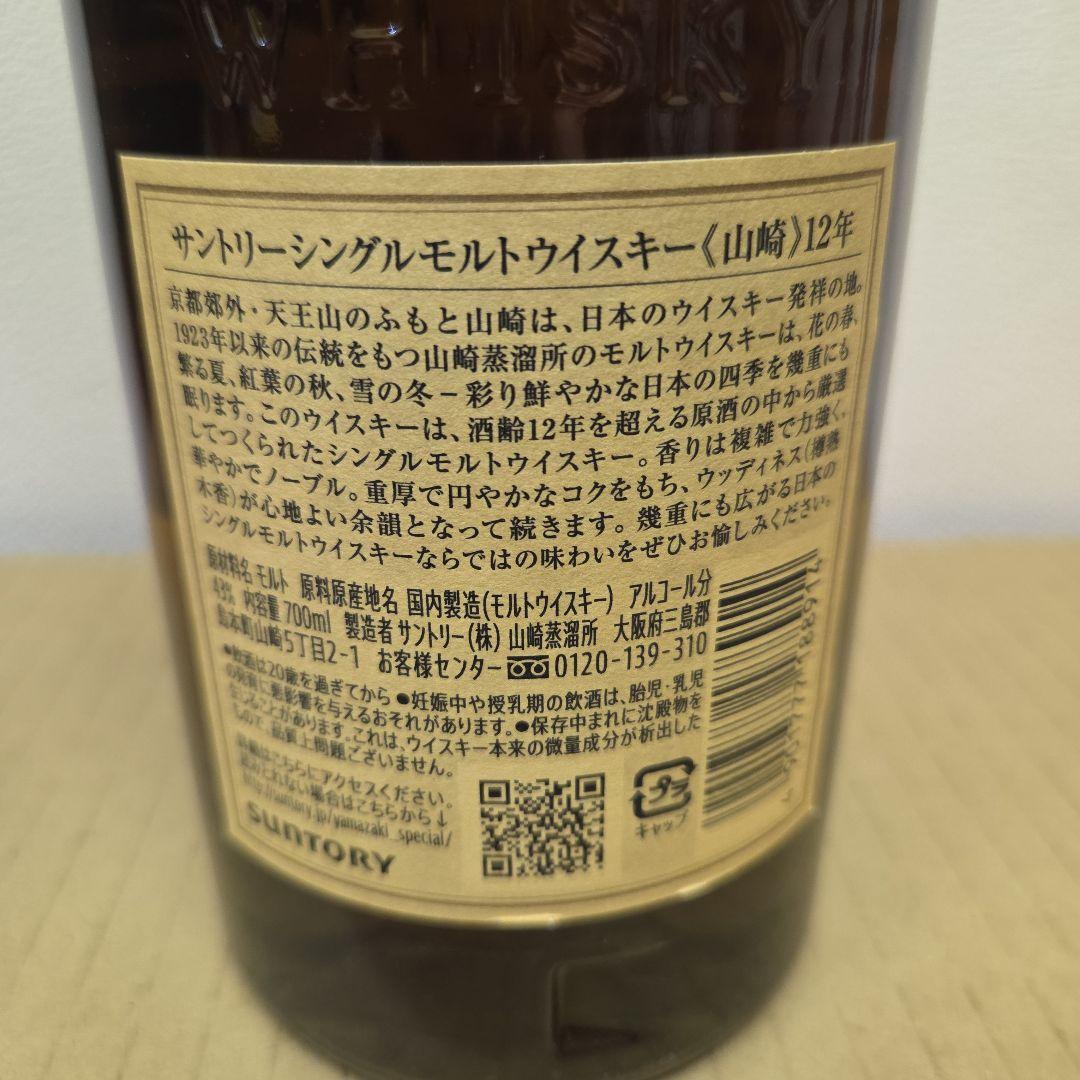 WHISKY
サントリーシングルモルトウイスキー《山崎》12年
京都郊外・天王山のふもと山崎は、日本のウイスキー発祥の地。
1923年以来の伝統をもつ山崎蒸溜所のモルトウイスキーは、花の春、
繁る夏、紅葉の秋、雪の冬−彩り鮮やかな日本の四季を幾重にも
眠ります。このウイスキーは、酒齢12年を超える原酒の中から厳選
してつくられたシングルモルトウイスキー。香りは複雑で力強く、
華やかでノーブル。重厚で円やかなコクをもち、ウッディネス(樽熟
木香)が心地よい余韻となって続きます。幾重にも広がる日本の
シングルモルトウイスキーならではの味わいをぜひお愉しみください。
原材料名 モルト 原料原産地名 国内製造(モルトウイスキー) アルコール分
43% 内容量 700ml 製造者 サントリー(株) 山崎蒸溜所 大阪府三島郡
島本町山崎5丁目2-1 お客様センター 0120-139-310
●飲酒は20歳を過ぎてから ●妊娠中や授乳期の飲酒は、胎児・乳児
の発育に悪影響を与えるおそれがあります。●保存中まれに沈殿物を
生じることがあります。これは、ウイスキー本来の微量成分が析出した
もので、品質上問題ございません。
詳細はこちらにアクセスください。
読みとれない場合はこちらから↓
http://suntory.jp/yamazaki_special/
SUNTORY
プラ
キャップ